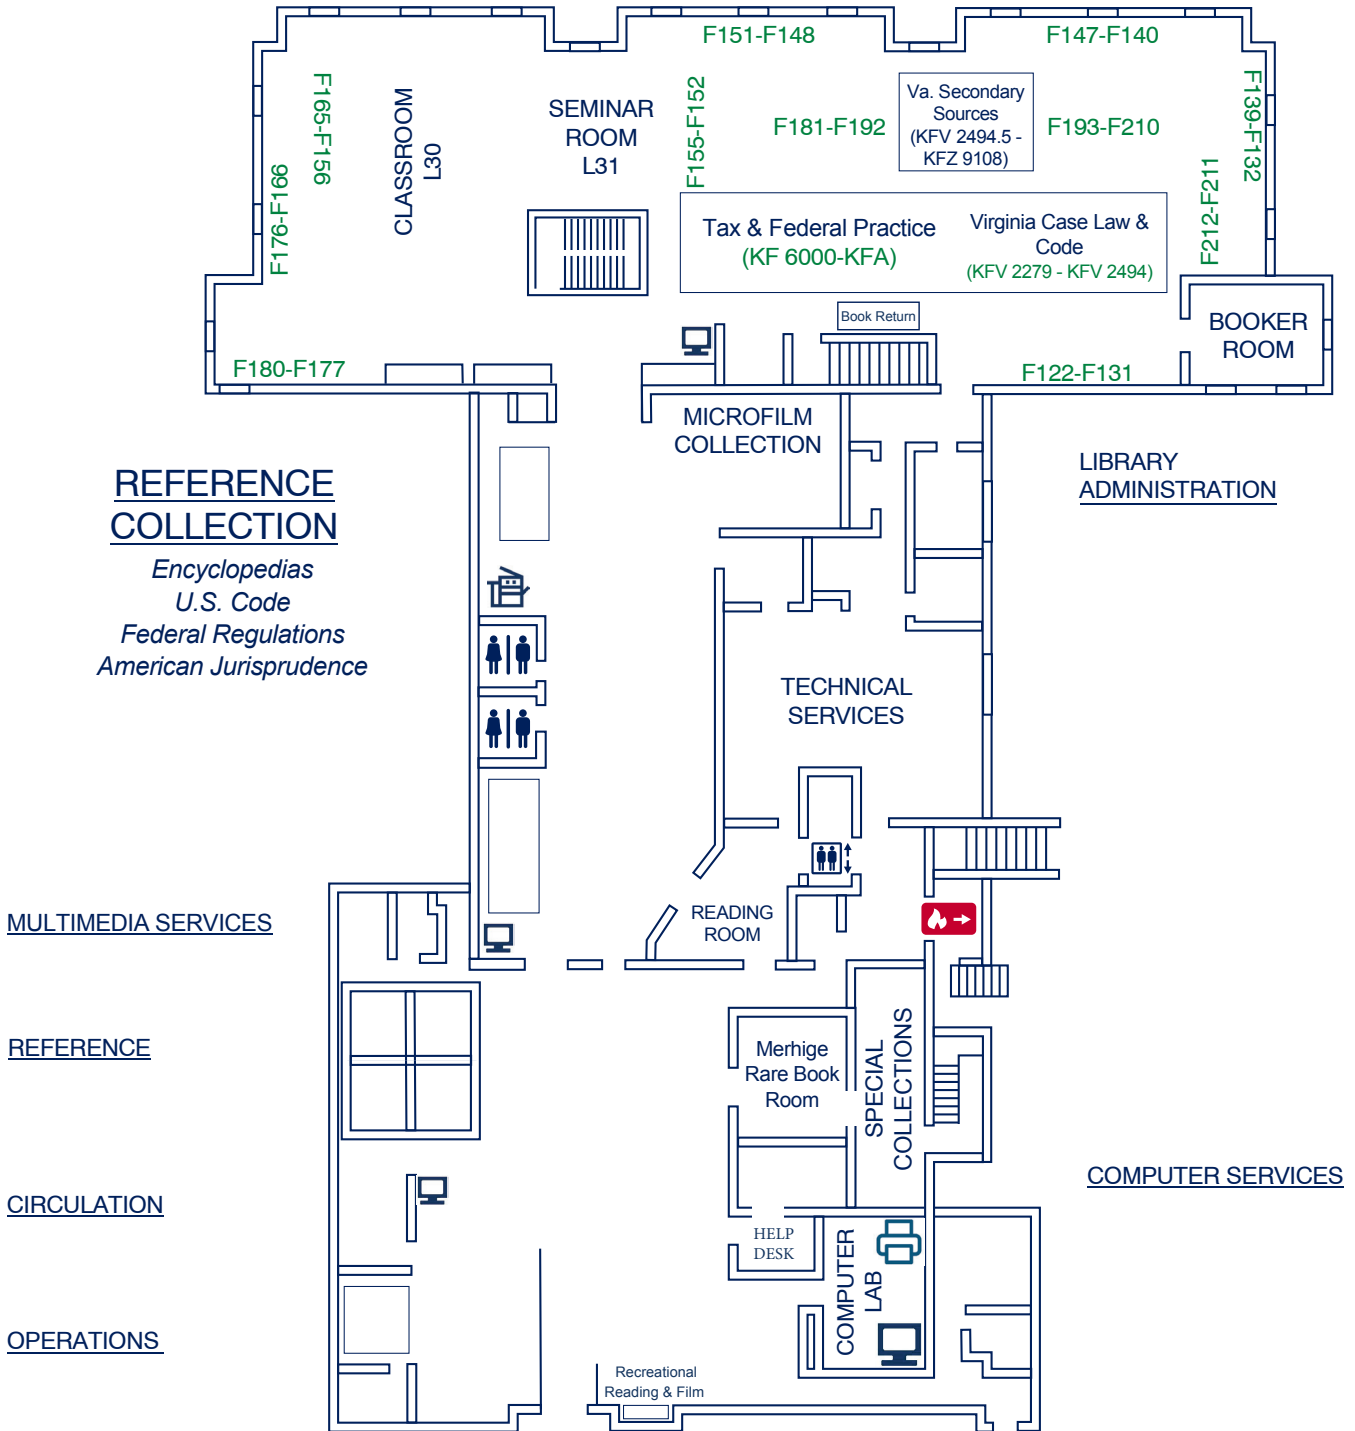 F151-F148
F147-F140
F165-F156
CLASSROOM
L30
SEMINAR
ROOM
L31
F155-F152
F181-F192
Va. Secondary
Sources
(KFV 2494.5 -
KFZ 9108)
F193-F210
F139-F132
F176-F166
F212-F211
Tax & Federal Practice
(KF 6000-KFA)
Virginia Case Law &
Code
(KFV 2279 - KFV 2494)
Book Return
BOOKER
ROOM
F180-F177
F122-F131
MICROFILM
COLLECTION
LIBRARY
ADMINISTRATION
REFERENCE
COLLECTION
Encyclopedias
U.S. Code
Federal Regulations
American Jurisprudence
TECHNICAL
SERVICES
MULTIMEDIA SERVICES
READING
ROOM
REFERENCE
Merhige
Rare Book
Room
SPECIAL
COLLECTIONS
CIRCULATION
COMPUTER SERVICES
HELP
DESK
COMPUTER
LAB
OPERATIONS
Recreational
Reading & Film